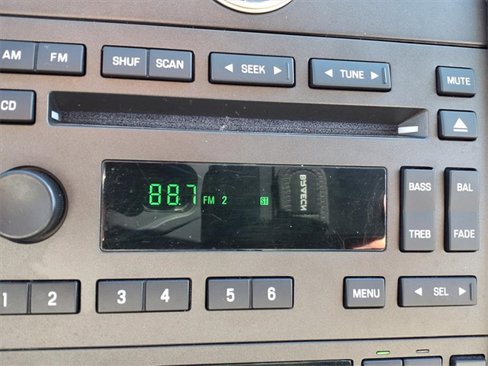 AM FM SHUF SCAN ◄ SEEK ► ◄ TUNE ► MUTE
CD
88.7 FM 2 ST
BASS BAL
TREB FADE
1 2 3 4 5 6 MENU ◄ SEL ►